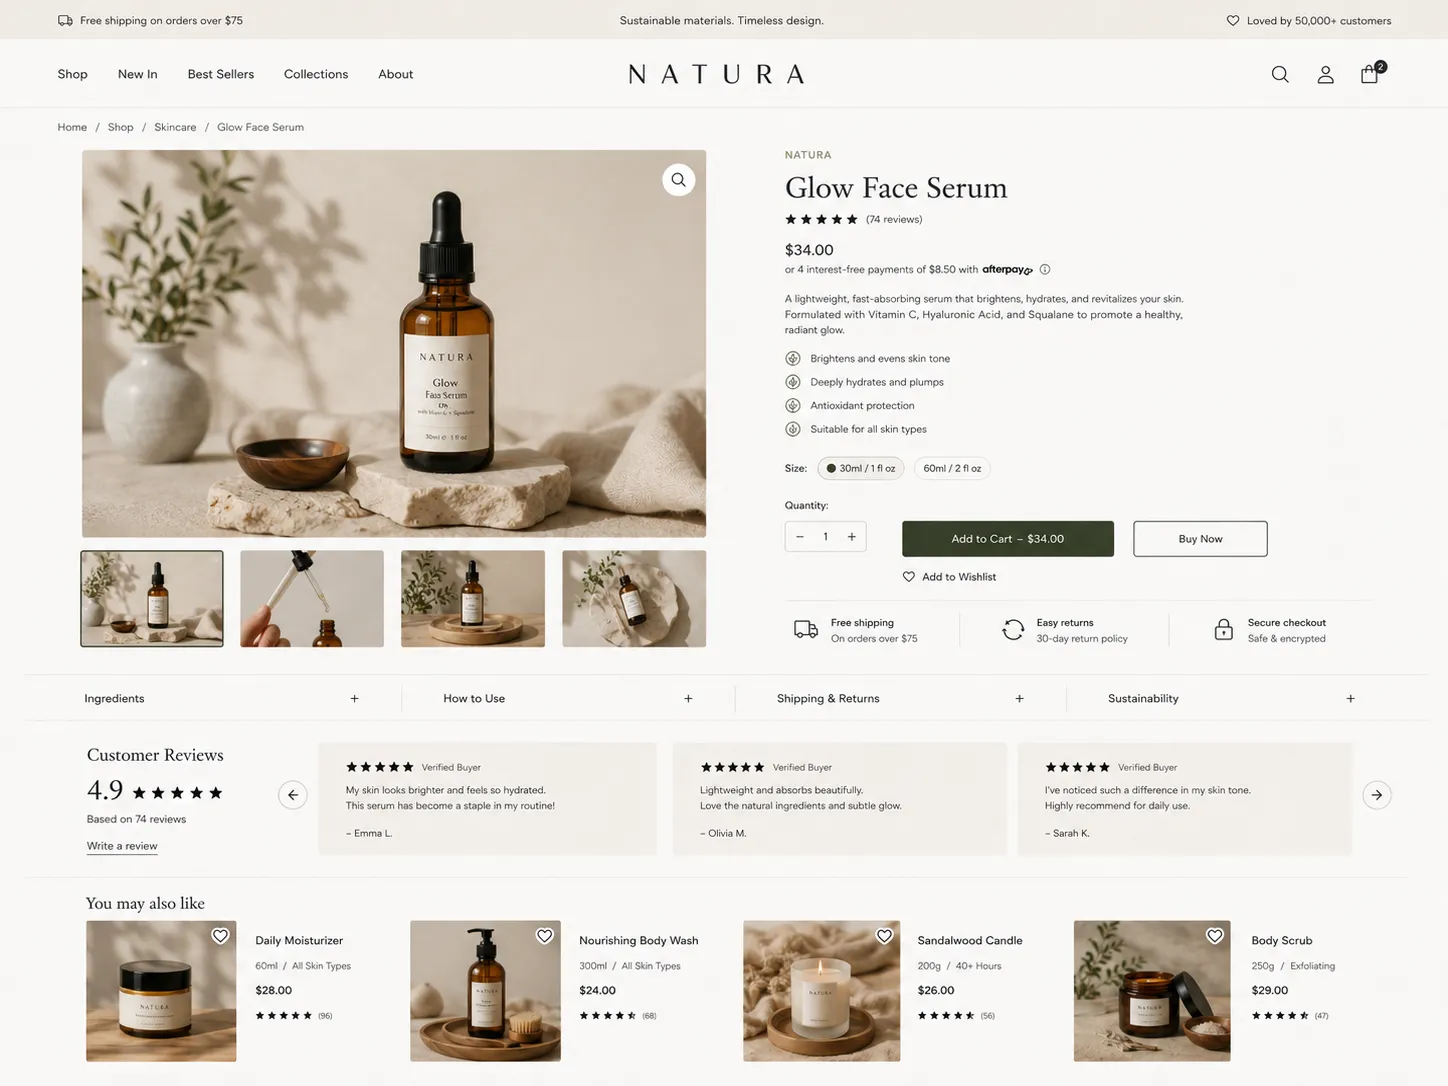 Free shipping on orders over $75
Sustainable materials. Timeless design.
Loved by 50,000+ customers
Shop
New In
Best Sellers
Collections
About
NATURA
2
Home / Shop / Skincare / Glow Face Serum
NATURA
Glow
Face Serum
30ml e 1 fl oz
NATURA
Glow Face Serum
(74 reviews)
$34.00
or 4 interest-free payments of $8.50 with afterpay
A lightweight, fast-absorbing serum that brightens, hydrates, and revitalizes your skin.
Formulated with Vitamin C, Hyaluronic Acid, and Squalane to promote a healthy,
radiant glow.
Brightens and evens skin tone
Deeply hydrates and plumps
Antioxidant protection
Suitable for all skin types
Size: 30ml / 1 fl oz 60ml / 2 fl oz
Quantity:
− 1 +
Add to Cart – $34.00
Buy Now
Add to Wishlist
Free shipping
On orders over $75
Easy returns
30-day return policy
Secure checkout
Safe & encrypted
Ingredients +
How to Use +
Shipping & Returns +
Sustainability +
Customer Reviews
4.9
Based on 74 reviews
Write a review
Verified Buyer
My skin looks brighter and feels so hydrated.
This serum has become a staple in my routine!
– Emma L.
Verified Buyer
Lightweight and absorbs beautifully.
Love the natural ingredients and subtle glow.
– Olivia M.
Verified Buyer
I've noticed such a difference in my skin tone.
Highly recommend for daily use.
– Sarah K.
You may also like
NATURA
Daily Moisturizer
60ml / All Skin Types
$28.00
(96)
NATURA
Nourishing Body Wash
300ml / All Skin Types
$24.00
(68)
NATURA
Sandalwood Candle
200g / 40+ Hours
$26.00
(56)
NATURA
Body Scrub
250g / Exfoliating
$29.00
(47)